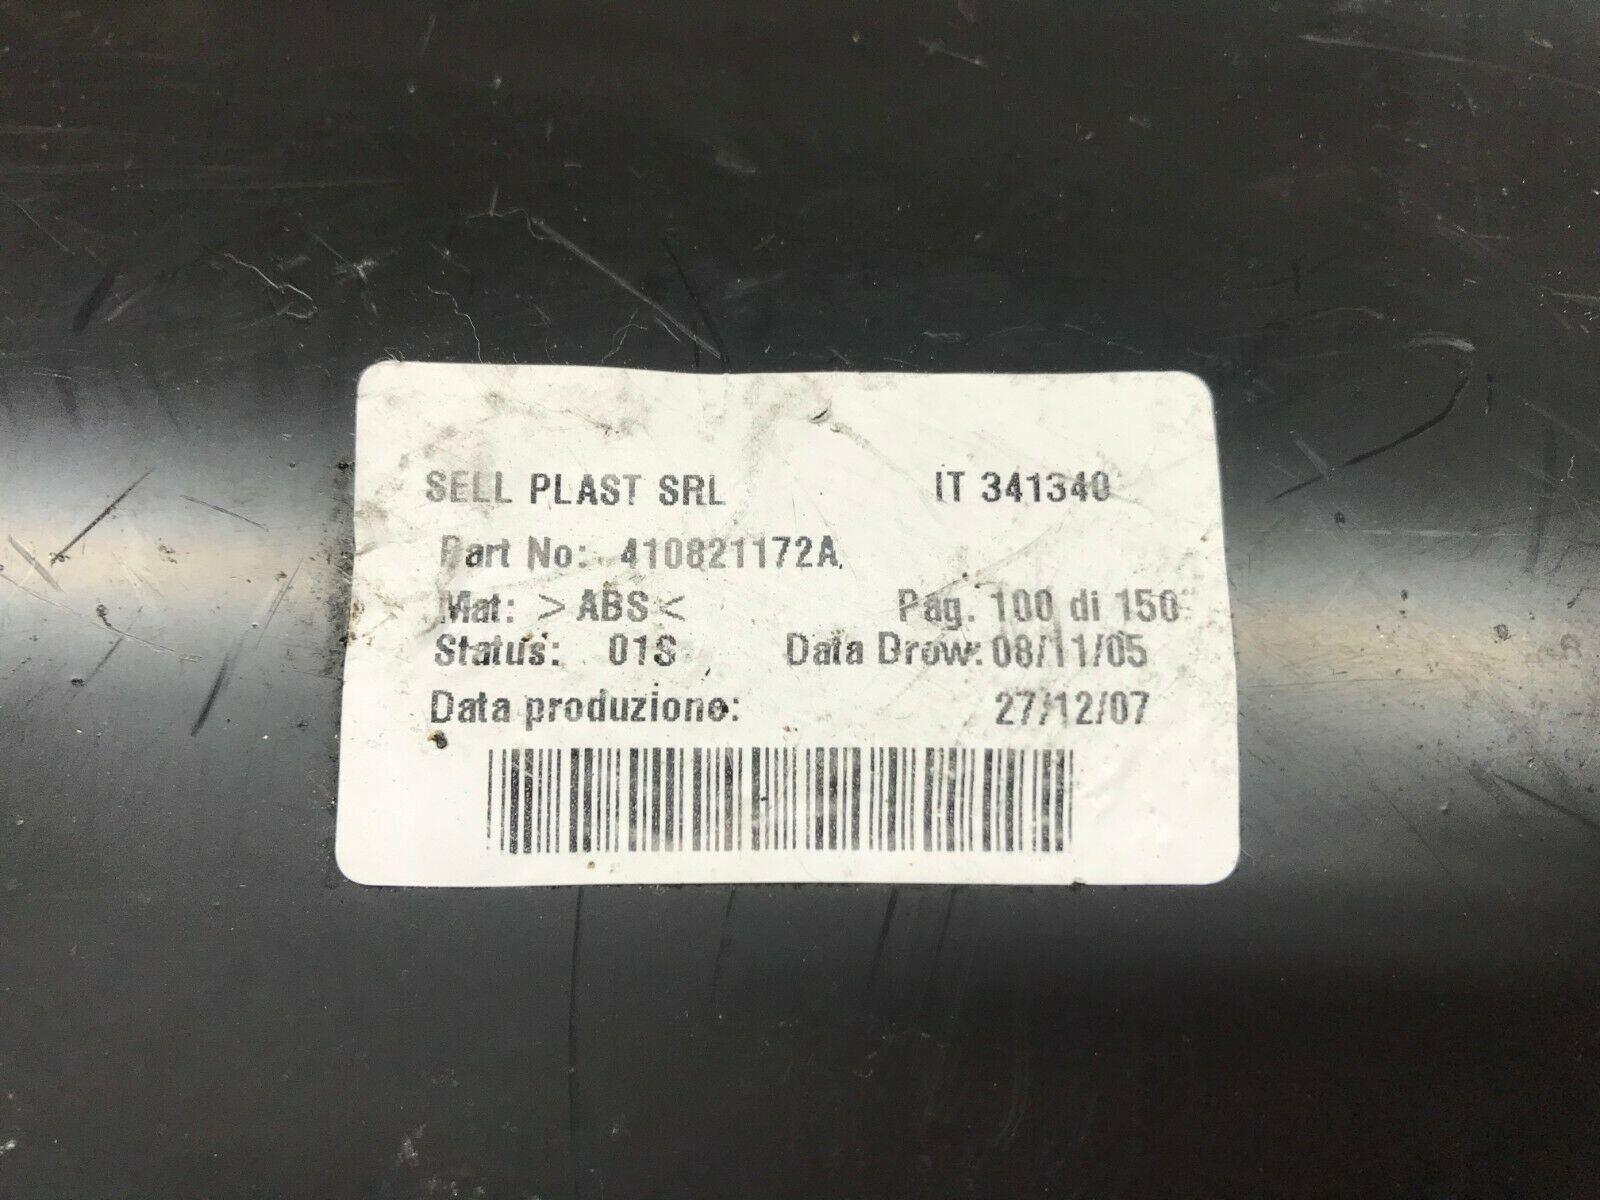 SELL PLAST SRL IT 341340
Part No: 410821172A
Mat: >ABS< Pag. 100 di 150
Status: 01S Data Drow: 08/11/05
Data produzione: 27/12/07